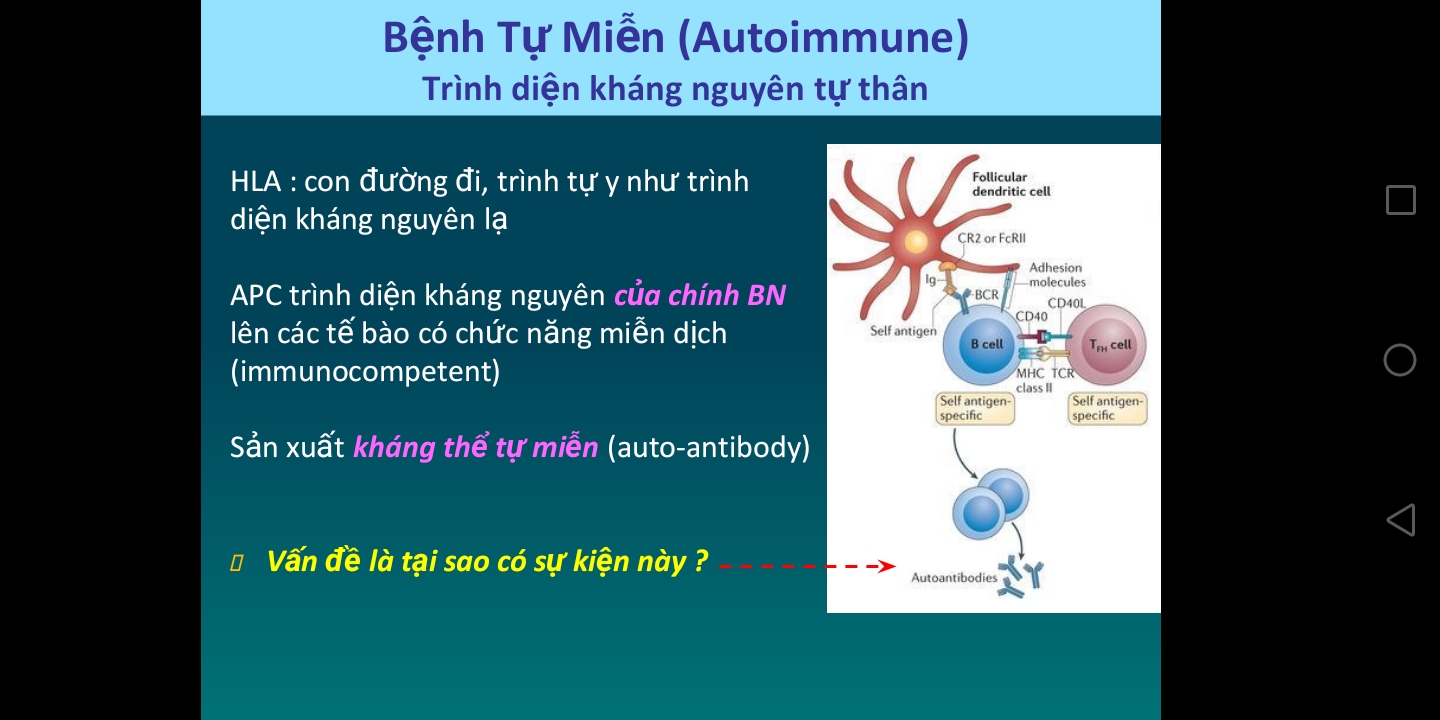 Bệnh Tự Miễn (Autoimmune)
Trình diện kháng nguyên tự thân
HLA : con đường đi, trình tự y như trình
diện kháng nguyên lạ
APC trình diện kháng nguyên của chính BN
lên các tế bào có chức năng miễn dịch
(immunocompetent)
Sản xuất kháng thể tự miễn (auto-antibody)
Vấn đề là tại sao có sự kiện này ?
Follicular
dendritic cell
CR2 or FcRII
Ig
BCR
Adhesion
molecules
CD40L
CD40
Self antigen
B cell
TFH cell
MHC
class II
TCR
Self antigen-
specific
Self antigen-
specific
Autoantibodies